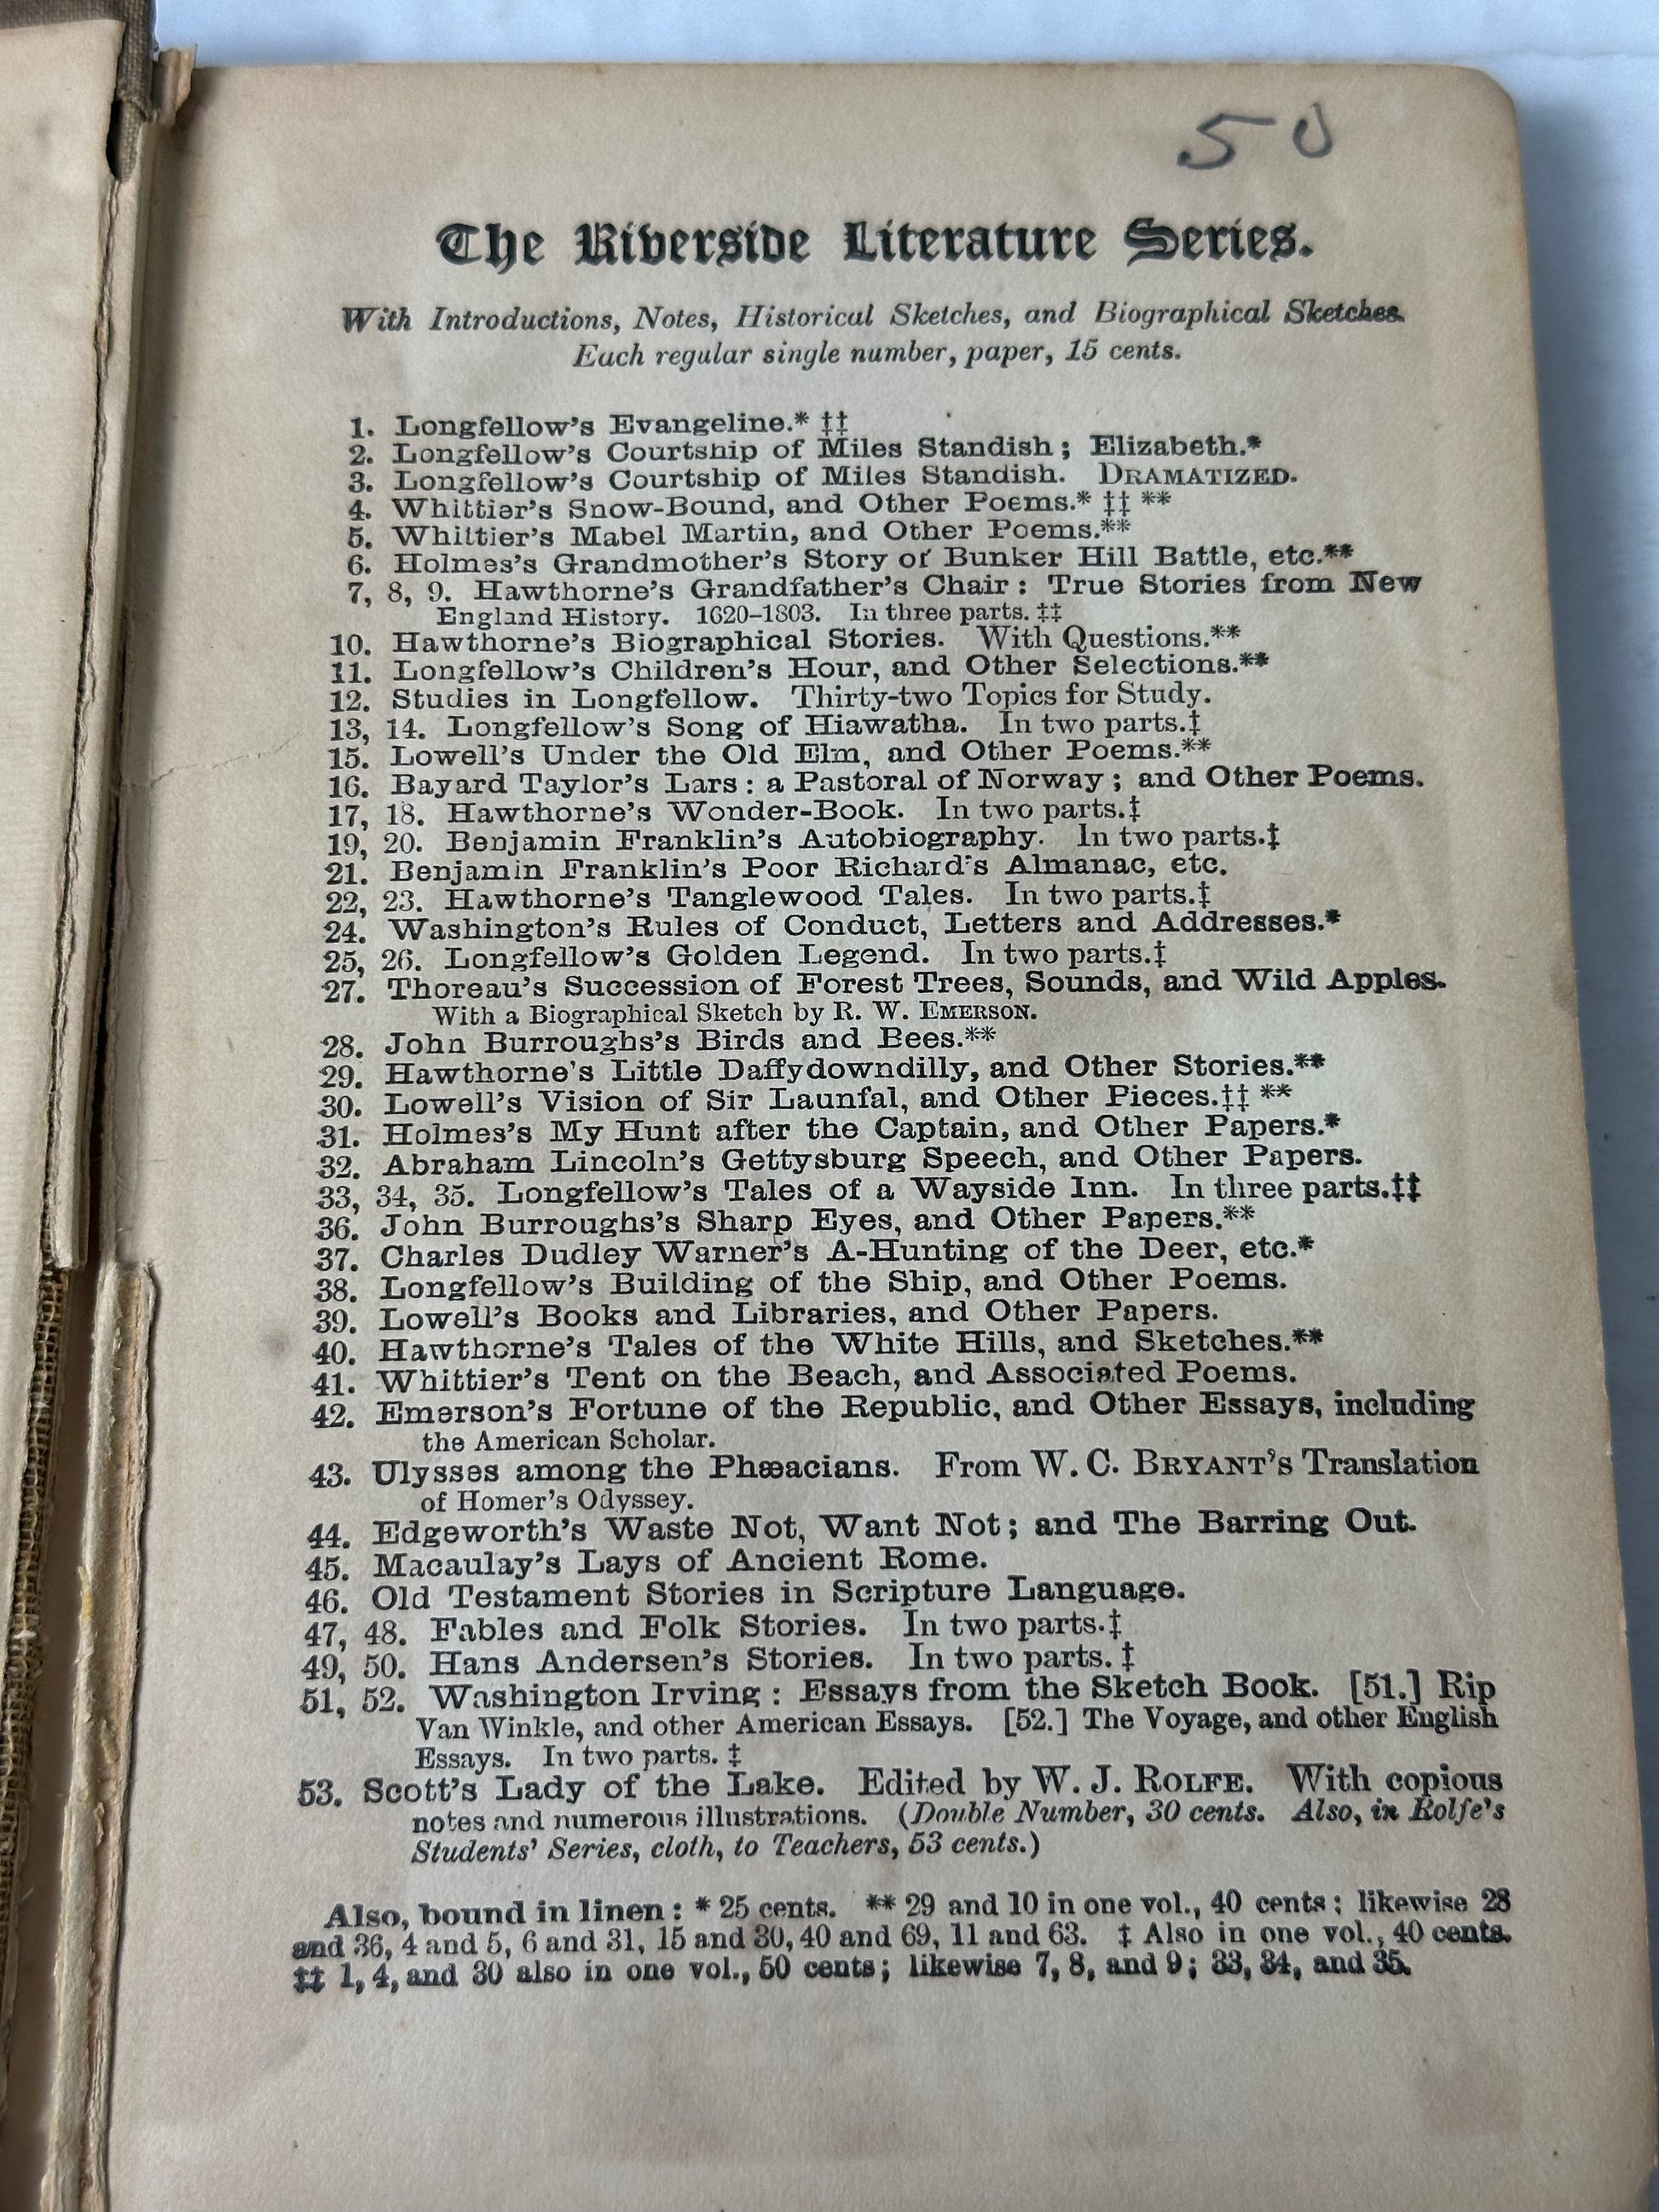 50
The Riverside Literature Series.
With Introductions, Notes, Historical Sketches, and Biographical Sketches.
Each regular single number, paper, 15 cents.
1. Longfellow's Evangeline.* ‡‡
2. Longfellow's Courtship of Miles Standish; Elizabeth.*
3. Longfellow's Courtship of Miles Standish. DRAMATIZED.
4. Whittier's Snow-Bound, and Other Poems.* ‡‡ **
5. Whittier's Mabel Martin, and Other Poems.**
6. Holmes's Grandmother's Story of Bunker Hill Battle, etc.**
7, 8, 9. Hawthorne's Grandfather's Chair: True Stories from New
England History. 1620-1803. In three parts. ‡‡
10. Hawthorne's Biographical Stories. With Questions.**
11. Longfellow's Children's Hour, and Other Selections.**
12. Studies in Longfellow. Thirty-two Topics for Study.
13, 14. Longfellow's Song of Hiawatha. In two parts.‡
15. Lowell's Under the Old Elm, and Other Poems.**
16. Bayard Taylor's Lars: a Pastoral of Norway; and Other Poems.
17, 18. Hawthorne's Wonder-Book. In two parts.‡
19, 20. Benjamin Franklin's Autobiography. In two parts.‡
21. Benjamin Franklin's Poor Richard's Almanac, etc.
22, 23. Hawthorne's Tanglewood Tales. In two parts.‡
24. Washington's Rules of Conduct, Letters and Addresses.*
25, 26. Longfellow's Golden Legend. In two parts.‡
27. Thoreau's Succession of Forest Trees, Sounds, and Wild Apples.
With a Biographical Sketch by R. W. EMERSON.
28. John Burroughs's Birds and Bees.**
29. Hawthorne's Little Daffydowndilly, and Other Stories.**
30. Lowell's Vision of Sir Launfal, and Other Pieces.‡‡ **
31. Holmes's My Hunt after the Captain, and Other Papers.*
32. Abraham Lincoln's Gettysburg Speech, and Other Papers.
33, 34, 35. Longfellow's Tales of a Wayside Inn. In three parts.‡‡
36. John Burroughs's Sharp Eyes, and Other Papers.**
37. Charles Dudley Warner's A-Hunting of the Deer, etc.*
38. Longfellow's Building of the Ship, and Other Poems.
39. Lowell's Books and Libraries, and Other Papers.
40. Hawthorne's Tales of the White Hills, and Sketches.**
41. Whittier's Tent on the Beach, and Associated Poems.
42. Emerson's Fortune of the Republic, and Other Essays, including
the American Scholar.
43. Ulysses among the Phæacians. From W. C. BRYANT'S Translation
of Homer's Odyssey.
44. Edgeworth's Waste Not, Want Not; and The Barring Out.
45. Macaulay's Lays of Ancient Rome.
46. Old Testament Stories in Scripture Language.
47, 48. Fables and Folk Stories. In two parts.‡
49, 50. Hans Andersen's Stories. In two parts. ‡
51, 52. Washington Irving: Essays from the Sketch Book. [51.] Rip
Van Winkle, and other American Essays. [52.] The Voyage, and other English
Essays. In two parts. ‡
53. Scott's Lady of the Lake. Edited by W. J. ROLFE. With copious
notes and numerous illustrations. (Double Number, 30 cents. Also, in Rolfe's
Students' Series, cloth, to Teachers, 53 cents.)
Also, bound in linen: * 25 cents. ** 29 and 10 in one vol., 40 cents; likewise 28
and 36, 4 and 5, 6 and 31, 15 and 30, 40 and 69, 11 and 63. ‡ Also in one vol., 40 cents.
‡‡ 1, 4, and 30 also in one vol., 50 cents; likewise 7, 8, and 9; 33, 34, and 35.